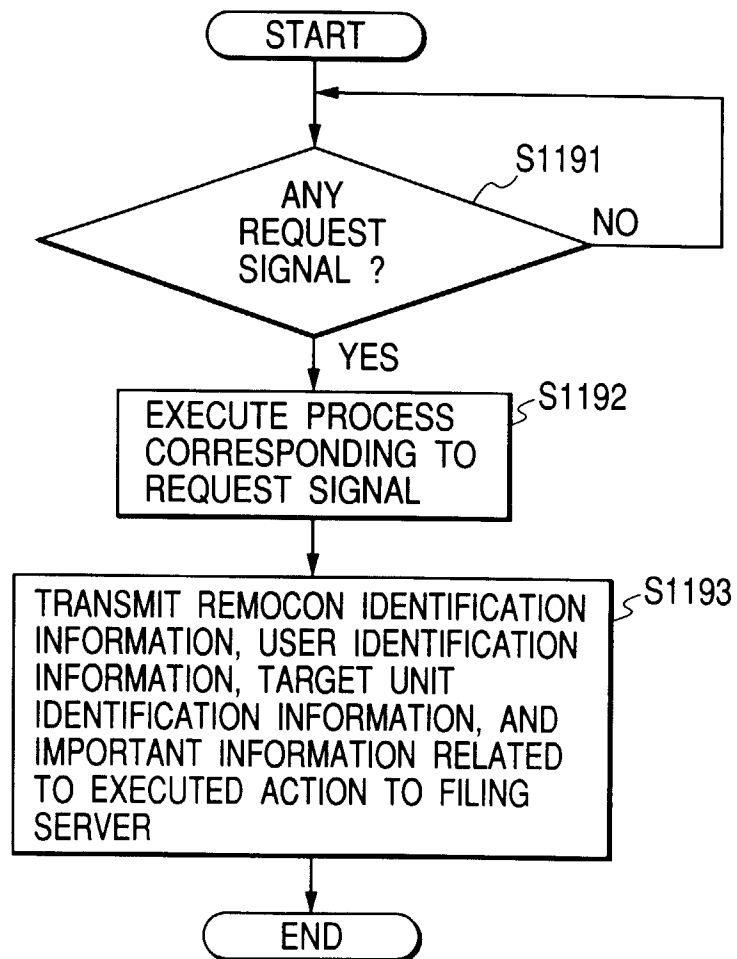 START
S1191
ANY
REQUEST
SIGNAL ?
NO
YES
S1192
EXECUTE PROCESS
CORRESPONDING TO
REQUEST SIGNAL
S1193
TRANSMIT REMOCON IDENTIFICATION
INFORMATION, USER IDENTIFICATION
INFORMATION, TARGET UNIT
IDENTIFICATION INFORMATION, AND
IMPORTANT INFORMATION RELATED
TO EXECUTED ACTION TO FILING
SERVER
END